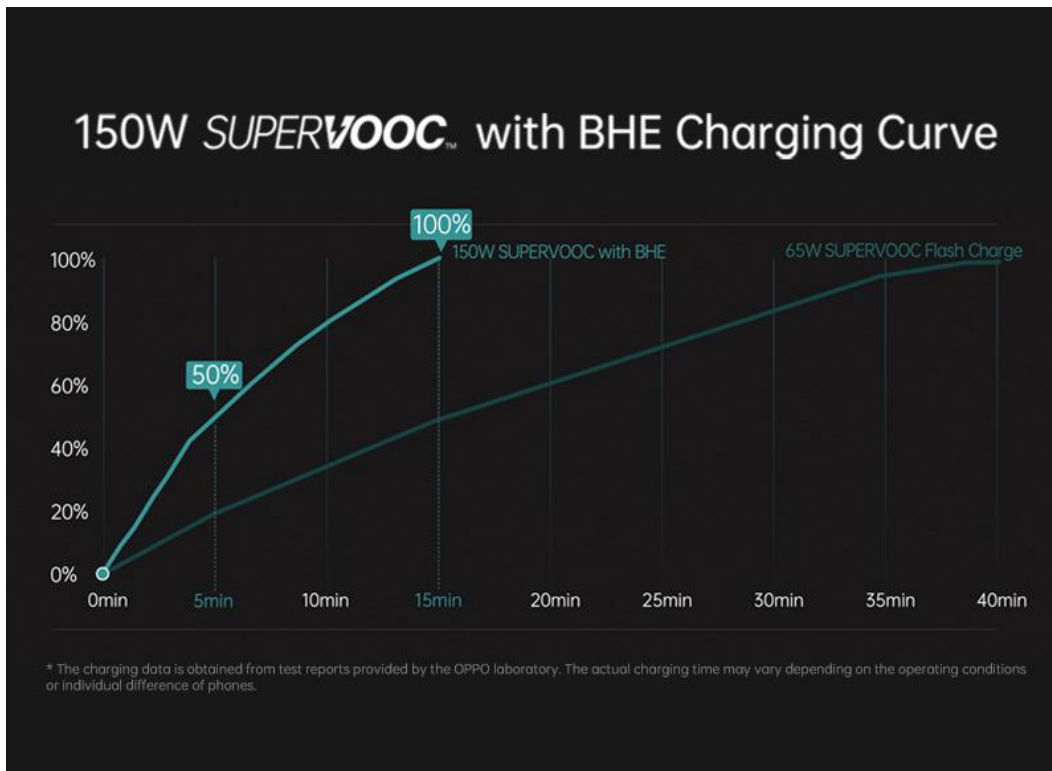 150W SUPERVOOC™ with BHE Charging Curve
100%
150W SUPERVOOC with BHE
65W SUPERVOOC Flash Charge
100%
80%
50%
60%
40%
20%
0%
0min 5min 10min 15min 20min 25min 30min 35min 40min
* The charging data is obtained from test reports provided by the OPPO laboratory. The actual charging time may vary depending on the operating conditions
or individual difference of phones.